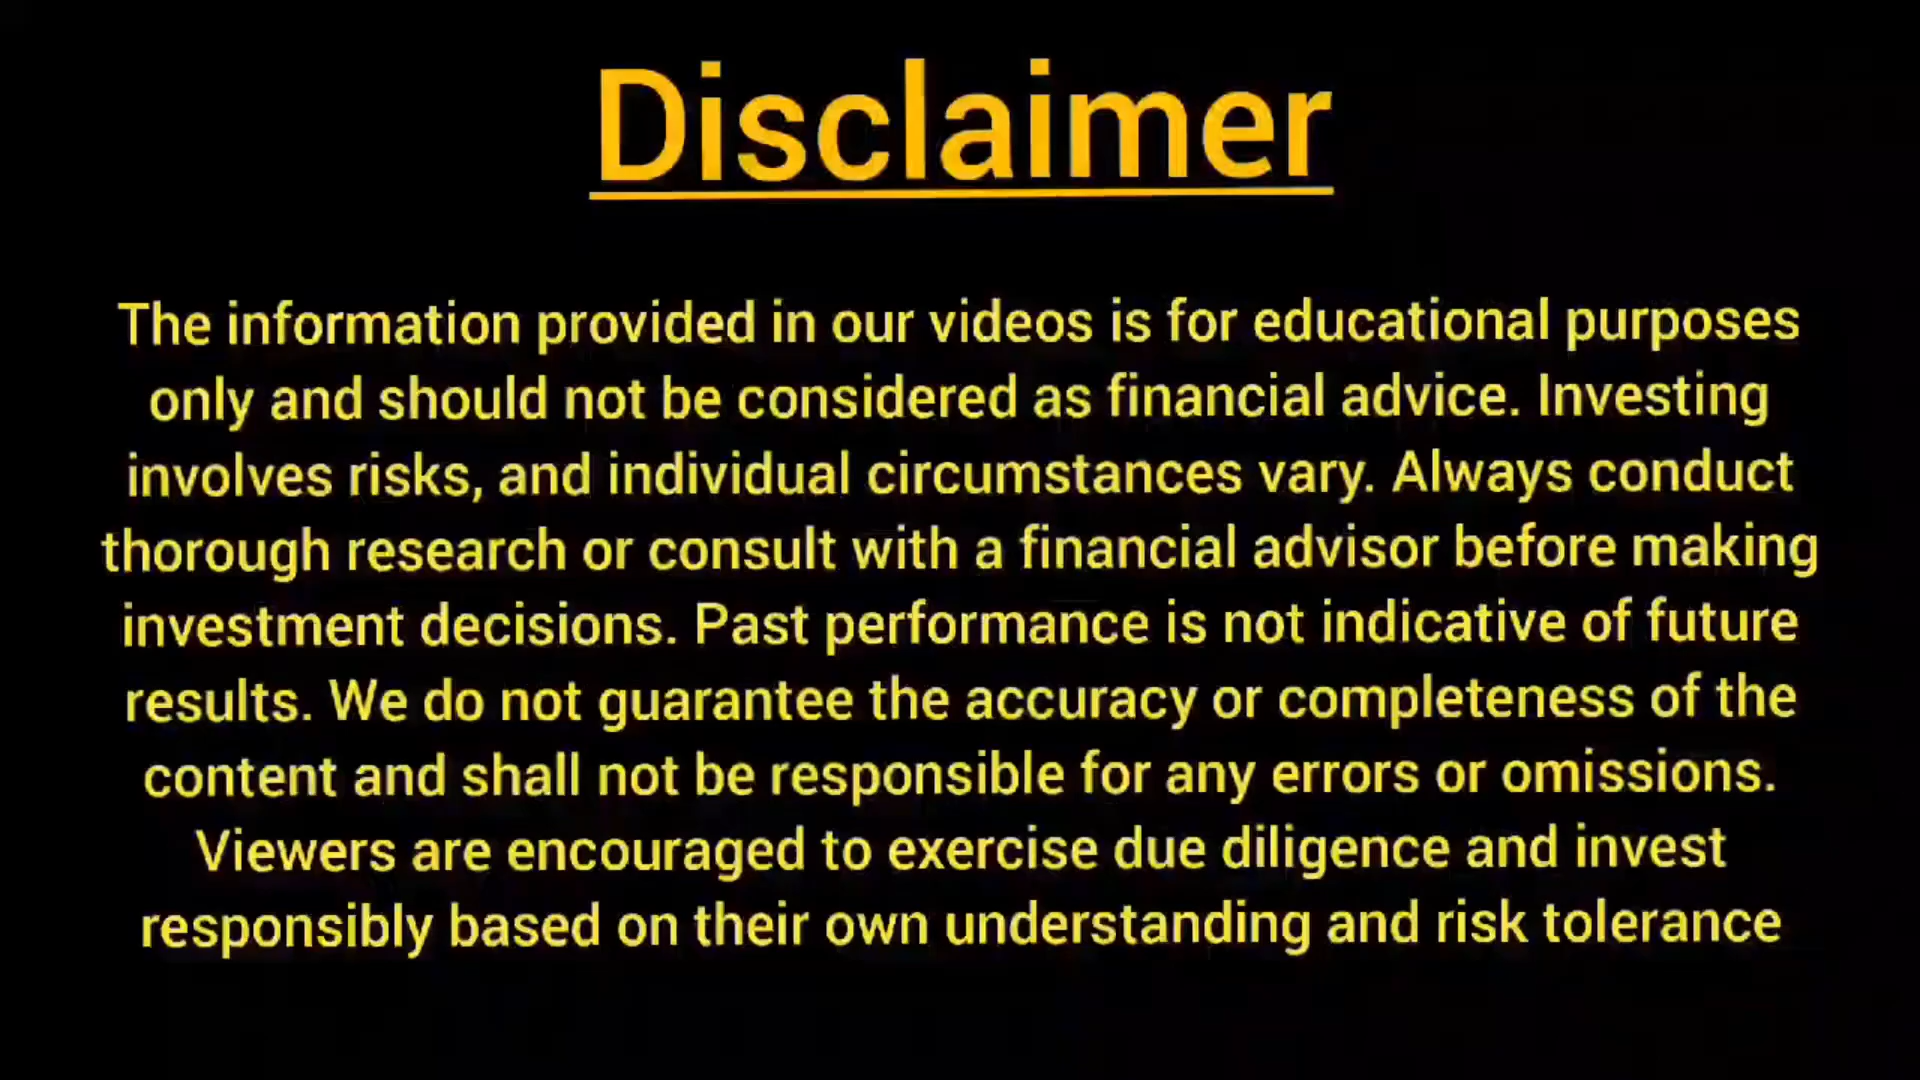 Disclaimer
The information provided in our videos is for educational purposes
only and should not be considered as financial advice. Investing
involves risks, and individual circumstances vary. Always conduct
thorough research or consult with a financial advisor before making
investment decisions. Past performance is not indicative of future
results. We do not guarantee the accuracy or completeness of the
content and shall not be responsible for any errors or omissions.
Viewers are encouraged to exercise due diligence and invest
responsibly based on their own understanding and risk tolerance